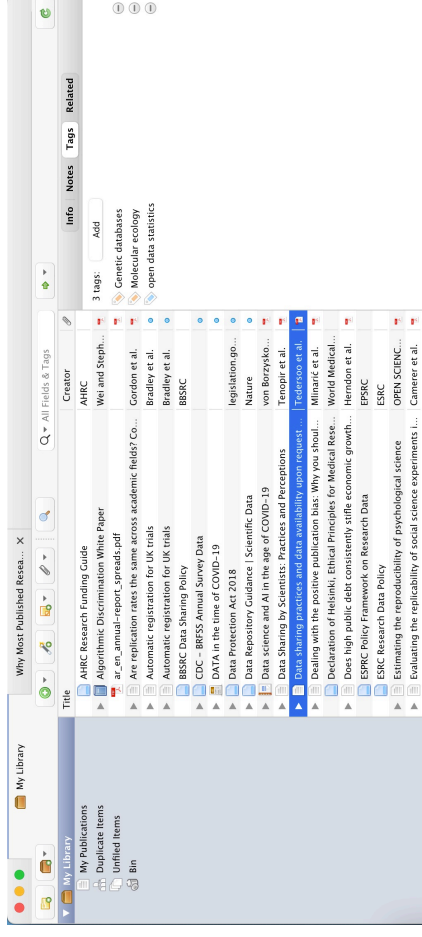 My Library
Why Most Published Resea... ×
All Fields & Tags
My Library
My Publications
Duplicate Items
Unfiled Items
Bin
Title Creator
AHRC Research Funding Guide AHRC
Algorithmic Discrimination White Paper Wei and Steph...
ar_en_annual-report_spreads.pdf
Are replication rates the same across academic fields? Co... Gordon et al.
Automatic registration for UK trials Bradley et al.
Automatic registration for UK trials Bradley et al.
BBSRC Data Sharing Policy BBSRC
CDC - BRFSS Annual Survey Data
DATA in the time of COVID-19
Data Protection Act 2018 legislation.go...
Data Repository Guidance | Scientific Data Nature
Data science and AI in the age of COVID-19 von Borzysko...
Data Sharing by Scientists: Practices and Perceptions Tenopir et al.
Data sharing practices and data availability upon request ... Tedersoo et al.
Dealing with the positive publication bias: Why you shoul... Mlinarić et al.
Declaration of Helsinki, Ethical Principles for Medical Rese... World Medical...
Does high public debt consistently stifle economic growth... Herndon et al.
ESPRC Policy Framework on Research Data EPSRC
ESRC Research Data Policy ESRC
Estimating the reproducibility of psychological science OPEN SCIENC...
Evaluating the replicability of social science experiments i... Camerer et al.
Info Notes Tags Related
3 tags: Add
Genetic databases
Molecular ecology
open data statistics